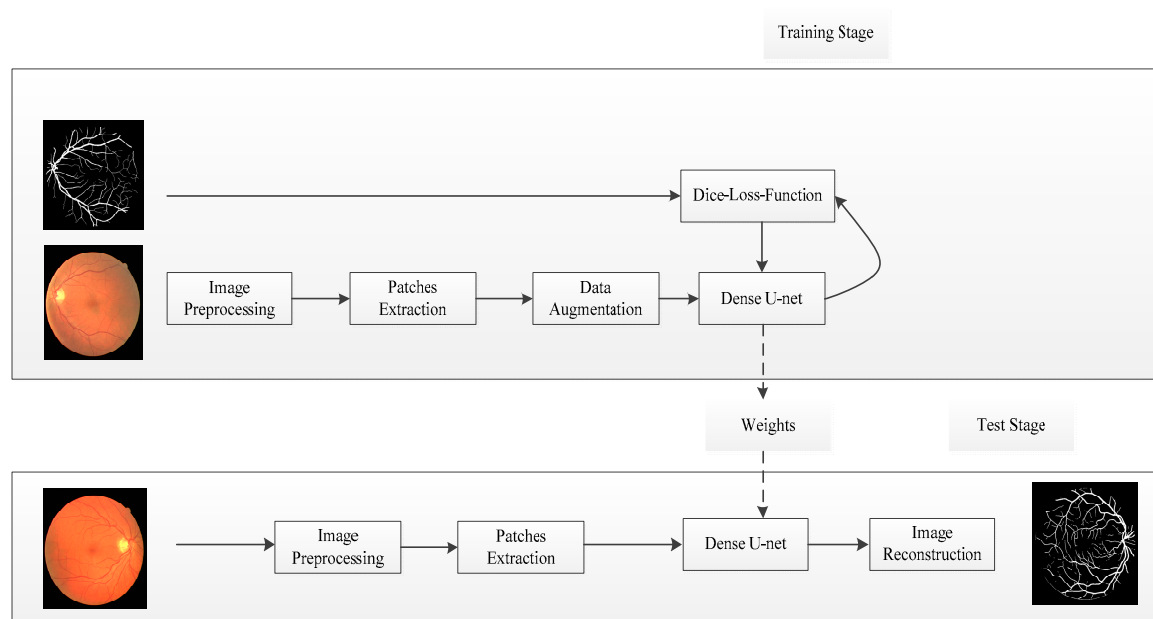 Training Stage
Dice-Loss-Function
Image
Preprocessing
Patches
Extraction
Data
Augmentation
Dense U-net
Weights
Test Stage
Image
Preprocessing
Patches
Extraction
Dense U-net
Image
Reconstruction